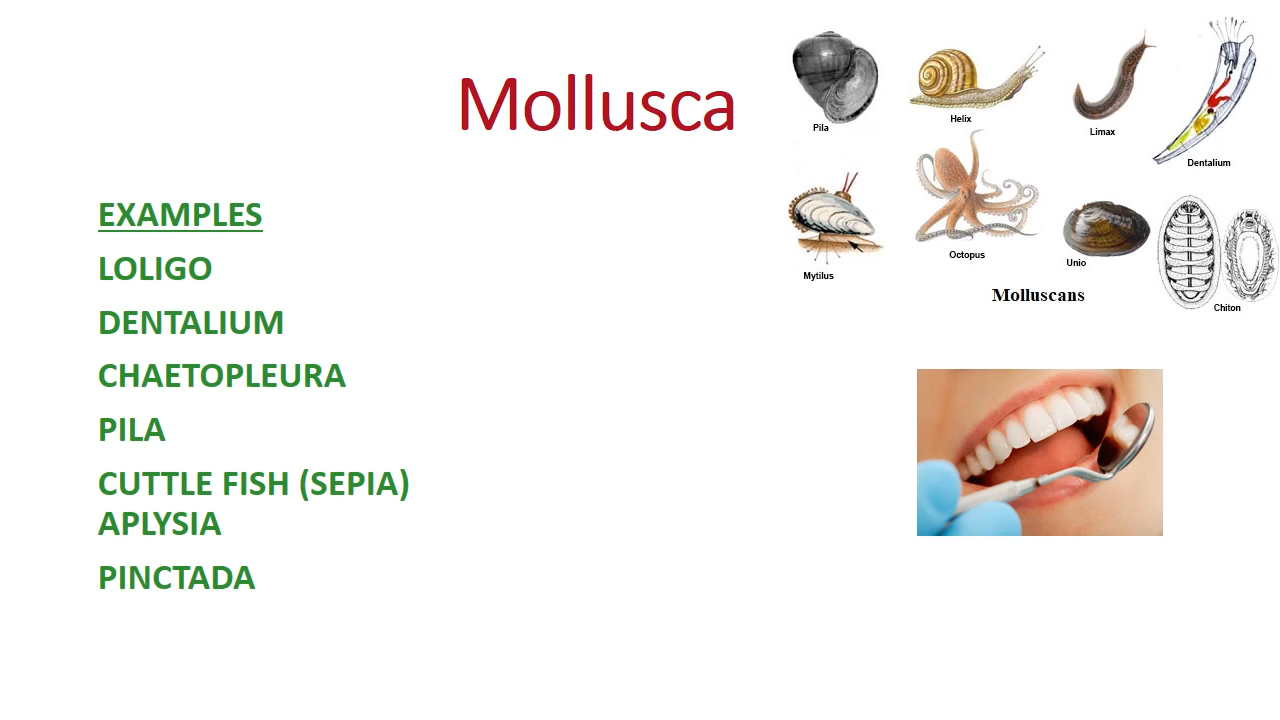 Mollusca
EXAMPLES
LOLIGO
DENTALIUM
CHAETOPLEURA
PILA
CUTTLE FISH (SEPIA)
APLYSIA
PINCTADA
Pila
Helix
Limax
Dentalium
Mytilus
Octopus
Unio
Chiton
Molluscans